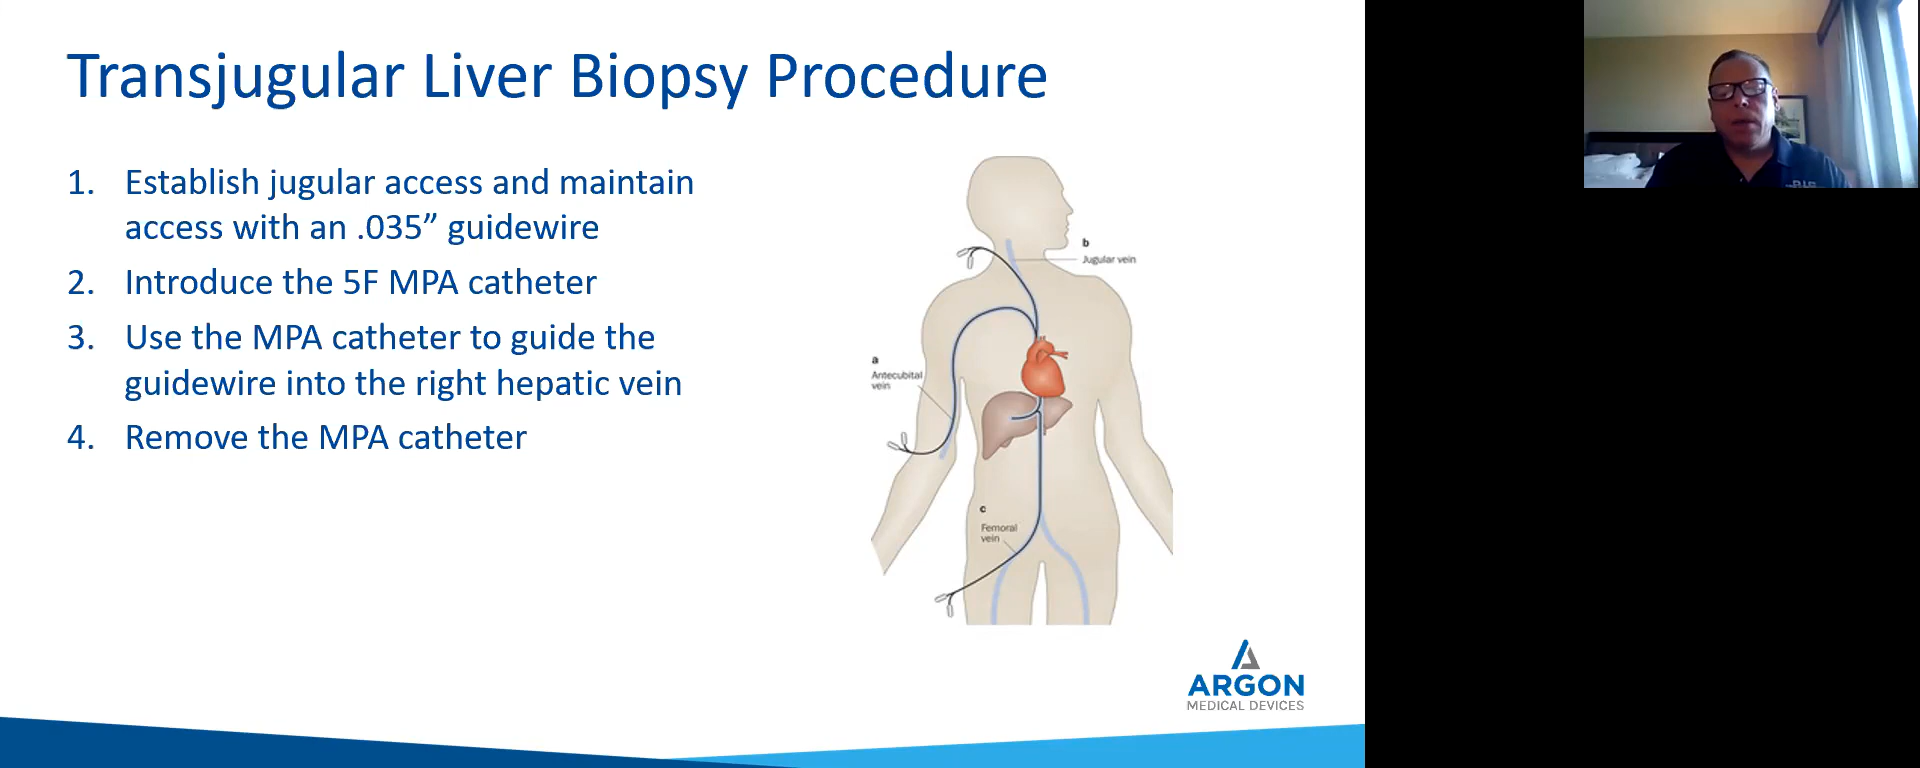 Transjugular Liver Biopsy Procedure
1. Establish jugular access and maintain
access with an .035” guidewire
2. Introduce the 5F MPA catheter
3. Use the MPA catheter to guide the
guidewire into the right hepatic vein
4. Remove the MPA catheter
b
Jugular vein
a
Antecubital
vein
c
Femoral
vein
ARGON
MEDICAL DEVICES